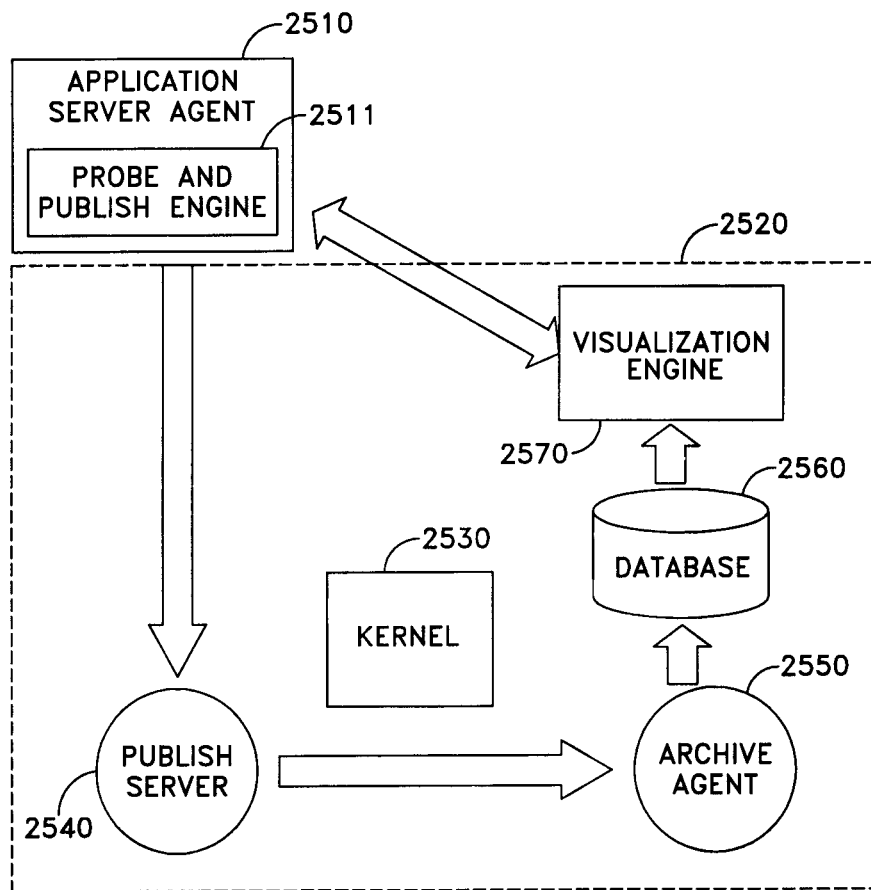 2510
APPLICATION
SERVER AGENT
2511
PROBE AND
PUBLISH ENGINE
2520
VISUALIZATION
ENGINE
2570
2560
DATABASE
2530
KERNEL
2550
PUBLISH
SERVER
2540
ARCHIVE
AGENT